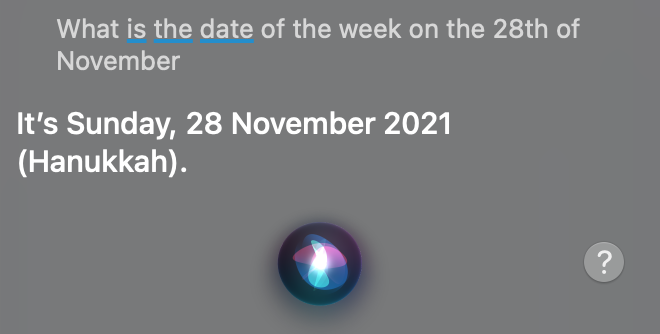 What is the date of the week on the 28th of
November
It’s Sunday, 28 November 2021
(Hanukkah).
?